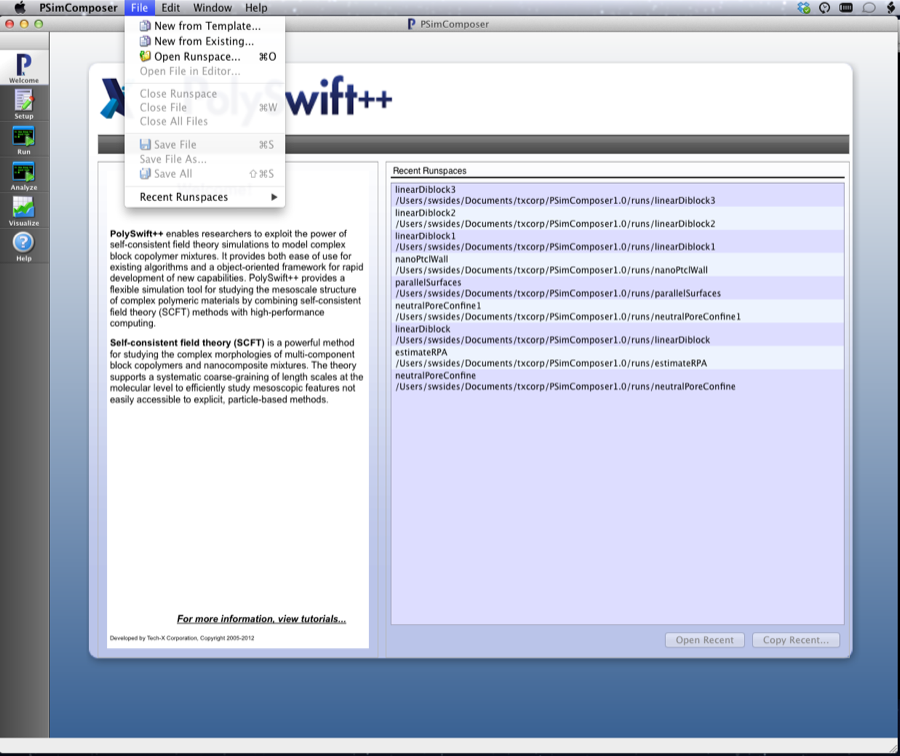 PSimComposer File Edit Window Help
PSimComposer
New from Template...
New from Existing...
Open Runspace... ⌘O
Open File in Editor...
Close Runspace
Close File ⌘W
Close All Files
Save File ⌘S
Save File As...
Save All ⇧⌘S
Recent Runspaces
Welcome
Setup
Run
Analyze
Visualize
Help
PolySwift++
PolySwift++ enables researchers to exploit the power of
self-consistent field theory simulations to model complex
block copolymer mixtures. It provides both ease of use for
existing algorithms and a object-oriented framework for rapid
development of new capabilities. PolySwift++ provides a
flexible simulation tool for studying the mesoscale structure
of complex polymeric materials by combining self-consistent
field theory (SCFT) methods with high-performance
computing.
Self-consistent field theory (SCFT) is a powerful method
for studying the complex morphologies of multi-component
block copolymers and nanocomposite mixtures. The theory
supports a systematic coarse-graining of length scales at the
molecular level to efficiently study mesoscopic features not
easily accessible to explicit, particle-based methods.
For more information, view tutorials...
Developed by Tech-X Corporation, Copyright 2005-2012
Recent Runspaces
linearDiblock3
/Users/swsides/Documents/txcorp/PSimComposer1.0/runs/linearDiblock3
linearDiblock2
/Users/swsides/Documents/txcorp/PSimComposer1.0/runs/linearDiblock2
linearDiblock1
/Users/swsides/Documents/txcorp/PSimComposer1.0/runs/linearDiblock1
nanoPtclWall
/Users/swsides/Documents/txcorp/PSimComposer1.0/runs/nanoPtclWall
parallelSurfaces
/Users/swsides/Documents/txcorp/PSimComposer1.0/runs/parallelSurfaces
neutralPoreConfine1
/Users/swsides/Documents/txcorp/PSimComposer1.0/runs/neutralPoreConfine1
linearDiblock
/Users/swsides/Documents/txcorp/PSimComposer1.0/runs/linearDiblock
estimateRPA
/Users/swsides/Documents/txcorp/PSimComposer1.0/runs/estimateRPA
neutralPoreConfine
/Users/swsides/Documents/txcorp/PSimComposer1.0/runs/neutralPoreConfine
Open Recent Copy Recent...